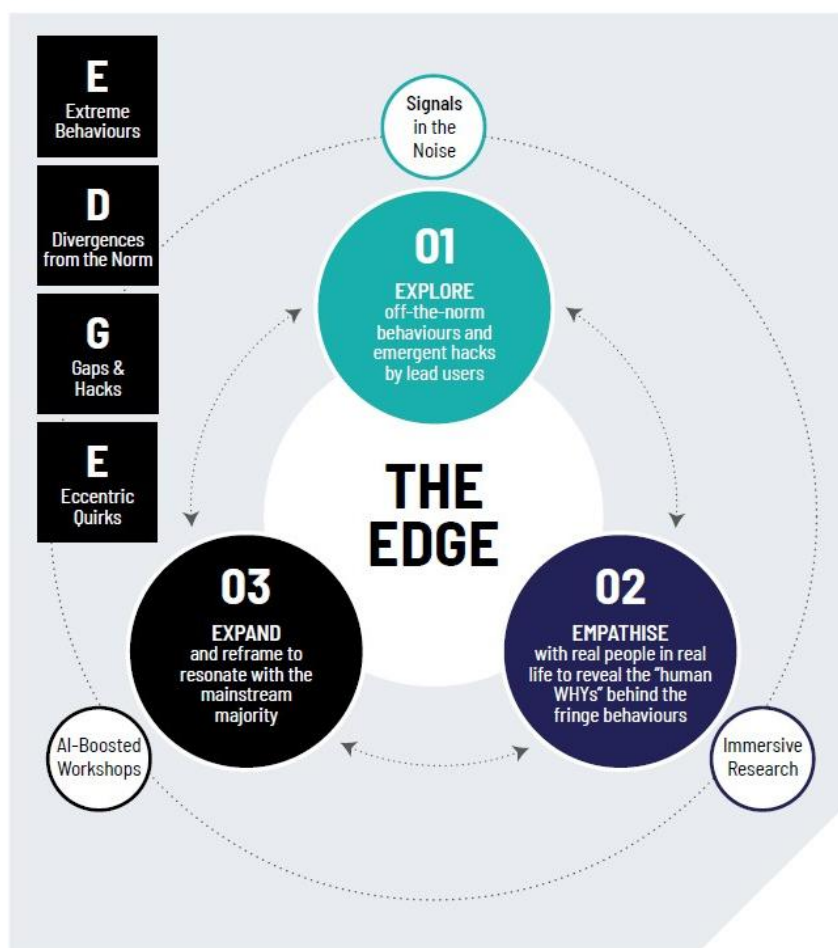 E
Extreme
Behaviours
D
Divergences
from the Norm
G
Gaps &
Hacks
E
Eccentric
Quirks
Signals
in the
Noise
01
EXPLORE
off-the-norm
behaviours and
emergent hacks
by lead users
THE
EDGE
03
EXPAND
and reframe to
resonate with the
mainstream
majority
02
EMPATHISE
with real people in real
life to reveal the “human
WHYs” behind the
fringe behaviours
AI-Boosted
Workshops
Immersive
Research